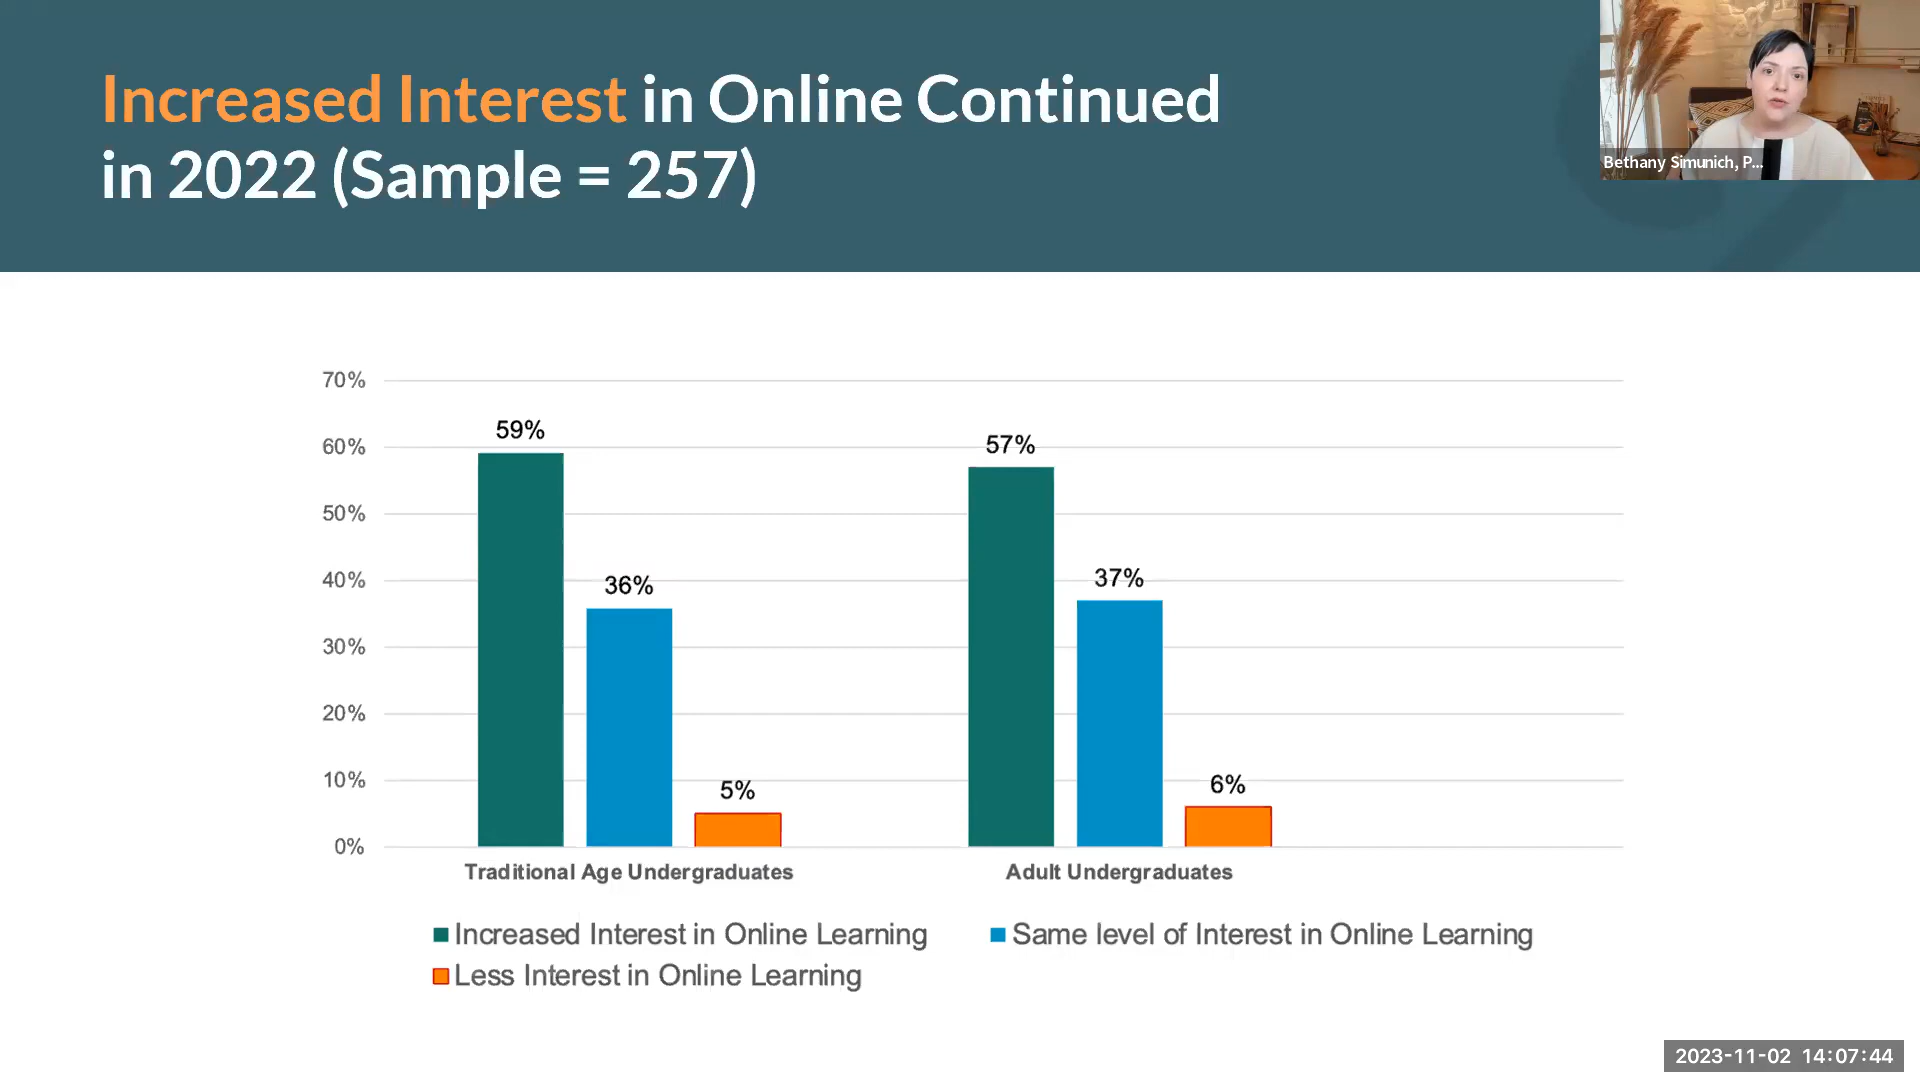 Increased Interest in Online Continued
in 2022 (Sample = 257)
Bethany Simunich, P...
70%
60%
50%
40%
30%
20%
10%
0%
59%
36%
5%
57%
37%
6%
Traditional Age Undergraduates
Adult Undergraduates
Increased Interest in Online Learning
Same level of Interest in Online Learning
Less Interest in Online Learning
2023-11-02 14:07:44